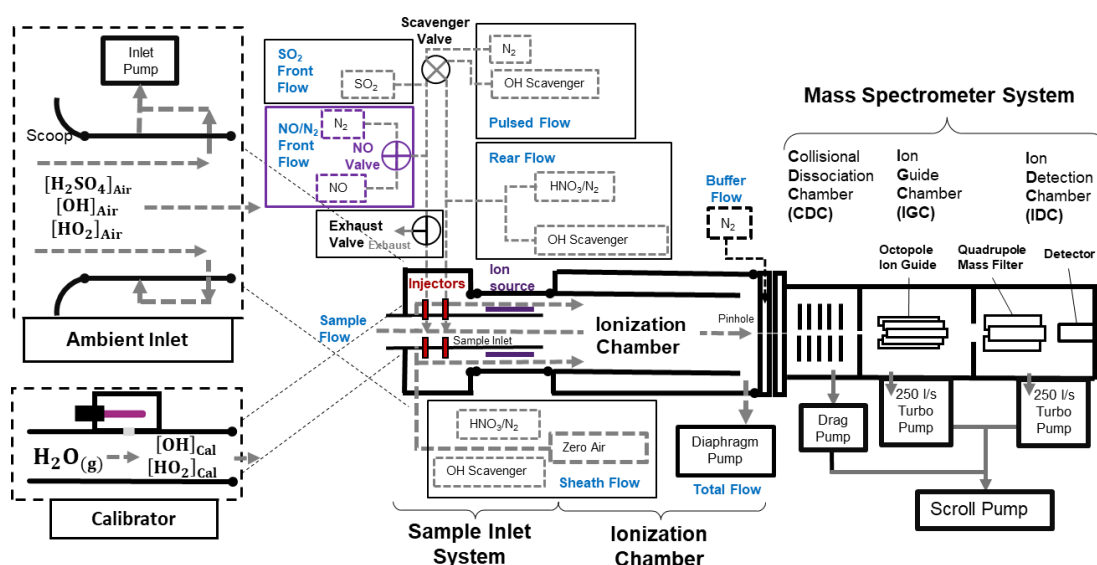 Inlet
Pump
Scoop
[H₂SO₄]Air
[OH]Air
[HO₂]Air
Ambient Inlet
H₂O(g)
[OH]Cal
[HO₂]Cal
Calibrator
SO₂
Front
Flow
SO₂
NO/N₂
Front
Flow
N₂
NO
Valve
NO
Exhaust
Valve
Exhaust
Scavenger
Valve
N₂
OH Scavenger
Pulsed Flow
Rear Flow
HNO₃/N₂
OH Scavenger
Buffer
Flow
N₂
Sample
Flow
Injectors
Ion
source
Sample Inlet
Ionization
Chamber
Pinhole
HNO₃/N₂
OH Scavenger
Zero Air
Sheath Flow
Diaphragm
Pump
Total Flow
Sample Inlet
System
Ionization
Chamber
Mass Spectrometer System
Collisional
Dissociation
Chamber
(CDC)
Ion
Guide
Chamber
(IGC)
Ion
Detection
Chamber
(IDC)
Octopole
Ion Guide
Quadrupole
Mass Filter
Detector
Drag
Pump
250 l/s
Turbo
Pump
250 l/s
Turbo
Pump
Scroll Pump